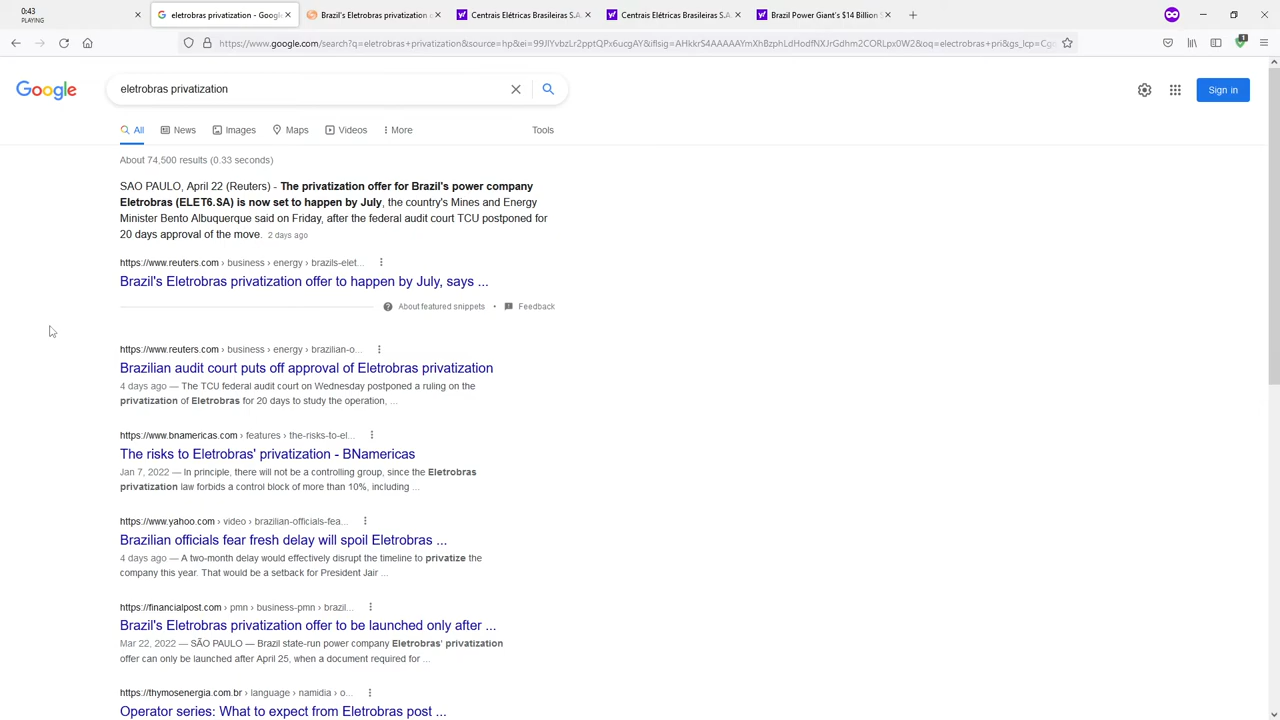 0:43
PLAYING
eletrobras privatization - Googl
Brazil's Eletrobras privatization o
Centrais Elétricas Brasileiras S.A.
Centrais Elétricas Brasileiras S.A.
Brazil Power Giant's $14 Billion S
https://www.google.com/search?q=eletrobras+privatization&source=hp&ei=
eletrobras privatization
Sign in
Google
All
News
Images
Maps
Videos
More
Tools
About 74,500 results (0.33 seconds)
SAO PAULO, April 22 (Reuters) - The privatization offer for Brazil's power company
Eletrobras (ELET6.SA) is now set to happen by July, the country's Mines and Energy
Minister Bento Albuquerque said on Friday, after the federal audit court TCU postponed for
20 days approval of the move. 2 days ago
https://www.reuters.com › business › energy › brazils-elet...
Brazil's Eletrobras privatization offer to happen by July, says ...
About featured snippets • Feedback
https://www.reuters.com › business › energy › brazilian-o...
Brazilian audit court puts off approval of Eletrobras privatization
4 days ago — The TCU federal audit court on Wednesday postponed a ruling on the
privatization of Eletrobras for 20 days to study the operation, ...
https://www.bnamericas.com › features › the-risks-to-el...
The risks to Eletrobras' privatization - BNamericas
Jan 7, 2022 — In principle, there will not be a controlling group, since the Eletrobras
privatization law forbids a control block of more than 10%, including ...
https://www.yahoo.com › video › brazilian-officials-fea...
Brazilian officials fear fresh delay will spoil Eletrobras ...
4 days ago — A two-month delay would effectively disrupt the timeline to privatize the
company this year. That would be a setback for President Jair ...
https://financialpost.com › pmn › business-pmn › brazil...
Brazil's Eletrobras privatization offer to be launched only after ...
Mar 22, 2022 — SÃO PAULO — Brazil state-run power company Eletrobras' privatization
offer can only be launched after April 25, when a document required for ...
https://thymosenergia.com.br › language › namidia › o...
Operator series: What to expect from Eletrobras post ...